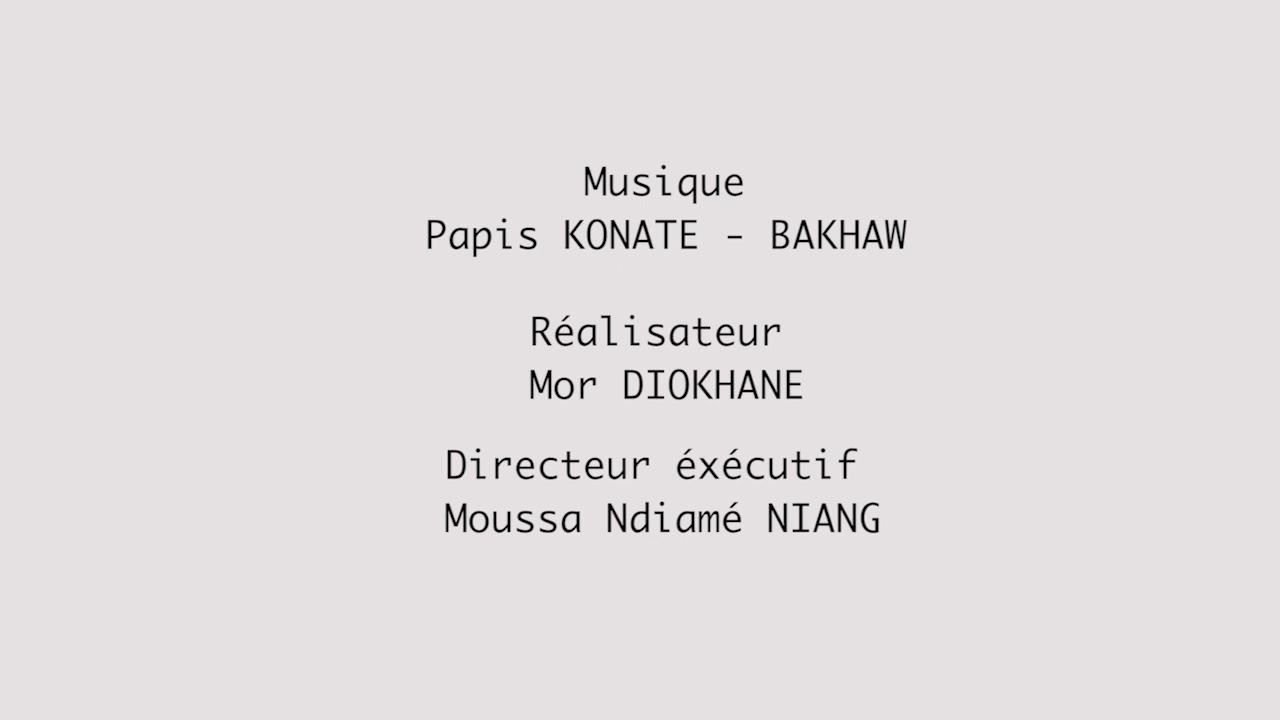 Musique
Papis KONATE - BAKHAW
Réalisateur
Mor DIOKHANE
Directeur éxécutif
Moussa Ndiamé NIANG